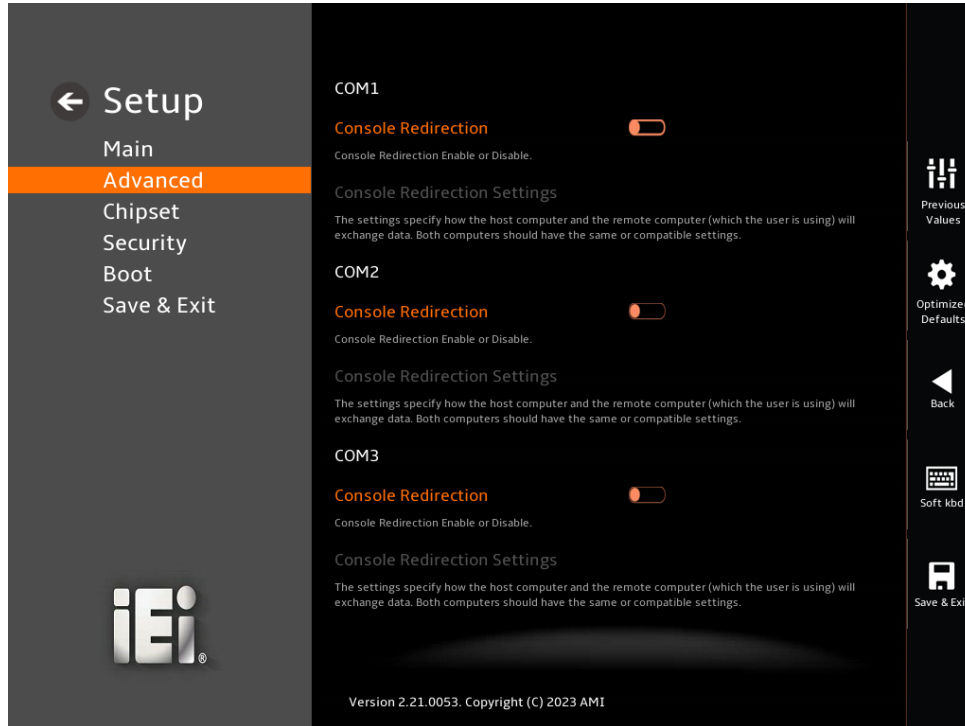 Setup
Main
Advanced
Chipset
Security
Boot
Save & Exit
iEi®
COM1
Console Redirection
Console Redirection Enable or Disable.
Console Redirection Settings
The settings specify how the host computer and the remote computer (which the user is using) will
exchange data. Both computers should have the same or compatible settings.
COM2
Console Redirection
Console Redirection Enable or Disable.
Console Redirection Settings
The settings specify how the host computer and the remote computer (which the user is using) will
exchange data. Both computers should have the same or compatible settings.
COM3
Console Redirection
Console Redirection Enable or Disable.
Console Redirection Settings
The settings specify how the host computer and the remote computer (which the user is using) will
exchange data. Both computers should have the same or compatible settings.
Version 2.21.0053. Copyright (C) 2023 AMI
Previous
Values
Optimized
Defaults
Back
Soft kbd
Save & Exi